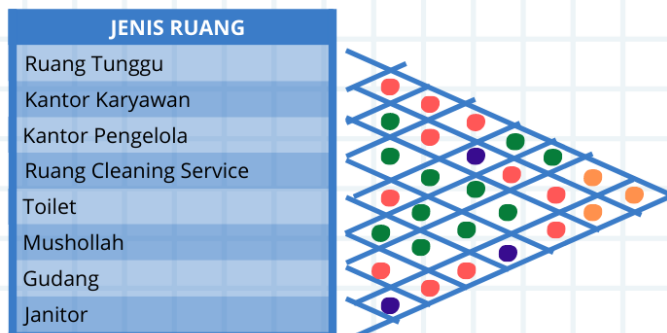 JENIS RUANG
Ruang Tunggu
Kantor Karyawan
Kantor Pengelola
Ruang Cleaning Service
Toilet
Mushollah
Gudang
Janitor